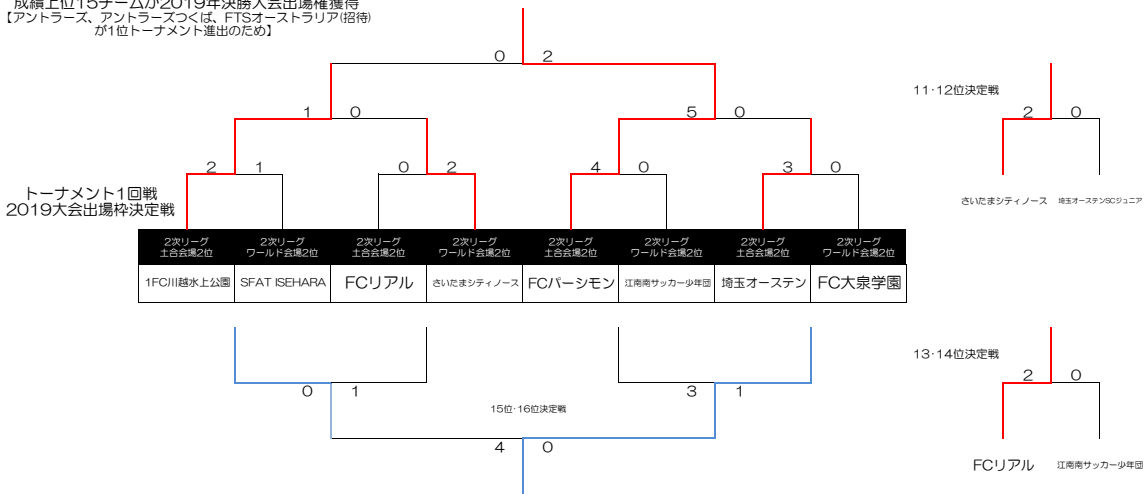 成績上位15チームが2019年決勝大会出場権獲得
【アントラーズ、アントラーズつくば、FTSオーストラリア(招待)
が1位トーナメント進出のため】
0 2
11・12位決定戦
1 0 5 0 2 0
2 1 0 2 4 0 3 0
トーナメント1回戦
2019大会出場枠決定戦
さいたまシティノース 埼玉オーステンSCジュニア
2次リーグ 2次リーグ 2次リーグ 2次リーグ 2次リーグ 2次リーグ 2次リーグ 2次リーグ
土合会場2位 ワールド会場2位 土合会場2位 ワールド会場2位 土合会場2位 ワールド会場2位 土合会場2位 ワールド会場2位
1FC川越水上公園 SFAT ISEHARA FCリアル さいたまシティノース FCパーシモン 江南南サッカー少年団 埼玉オーステン FC大泉学園
13・14位決定戦
2 0
0 1 3 1
15位・16位決定戦
4 0
FCリアル 江南南サッカー少年団